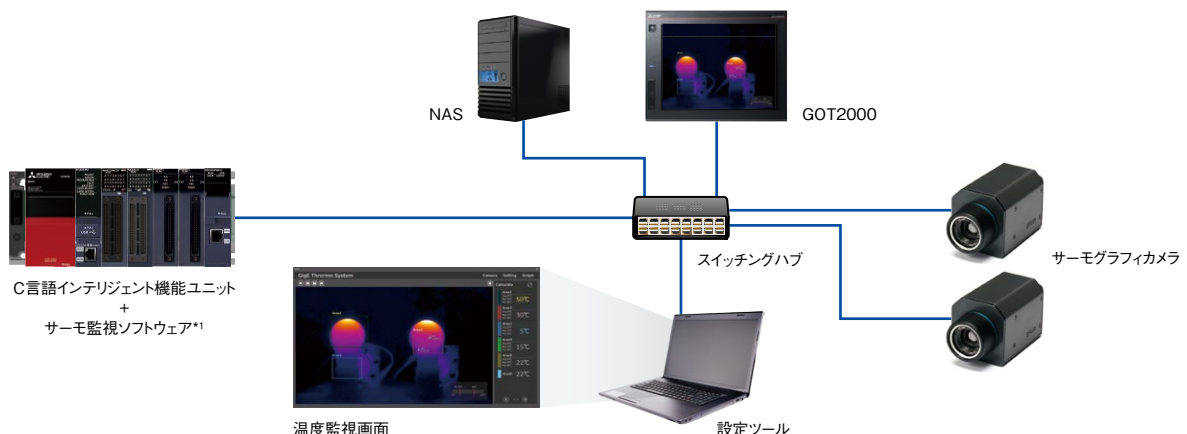 NAS
GOT2000
C言語インテリジェント機能ユニット
+
サーモ監視ソフトウェア*1
スイッチングハブ
サーモグラフィカメラ
GigE Thermo System
Camera Setting Graph
50℃
30℃
5℃
15℃
22℃
22℃
温度監視画面
設定ツール